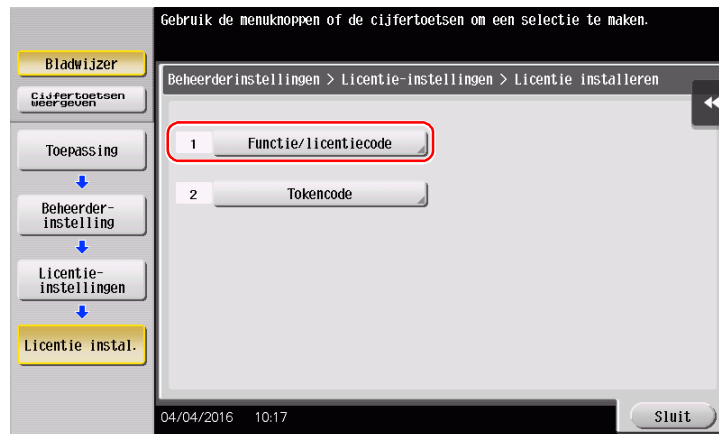 Gebruik de menuknoppen of de cijfertoetsen om een selectie te maken.
Bladwijzer
Cijfertoetsen
weergeven
Toepassing
Beheerder-
instelling
Licentie-
instellingen
Licentie instal.
Beheerderinstellingen > Licentie-instellingen > Licentie installeren
1 Functie/licentiecode
2 Tokencode
04/04/2016 10:17
Sluit